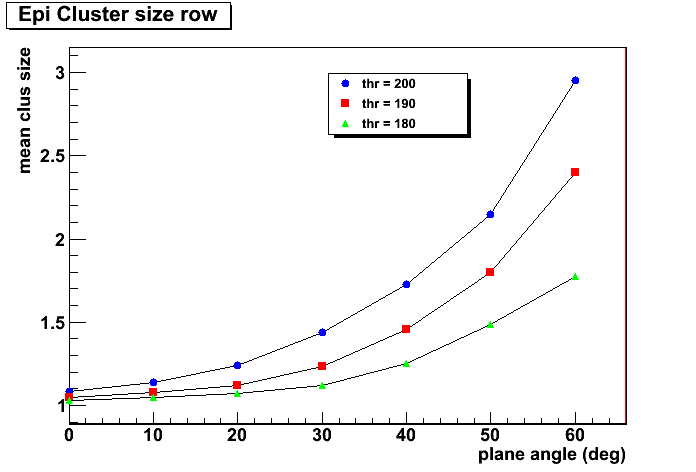 Epi Cluster size row
mean clus size
3
2.5
2
1.5
1
thr = 200
thr = 190
thr = 180
0 10 20 30 40 50 60
plane angle (deg)